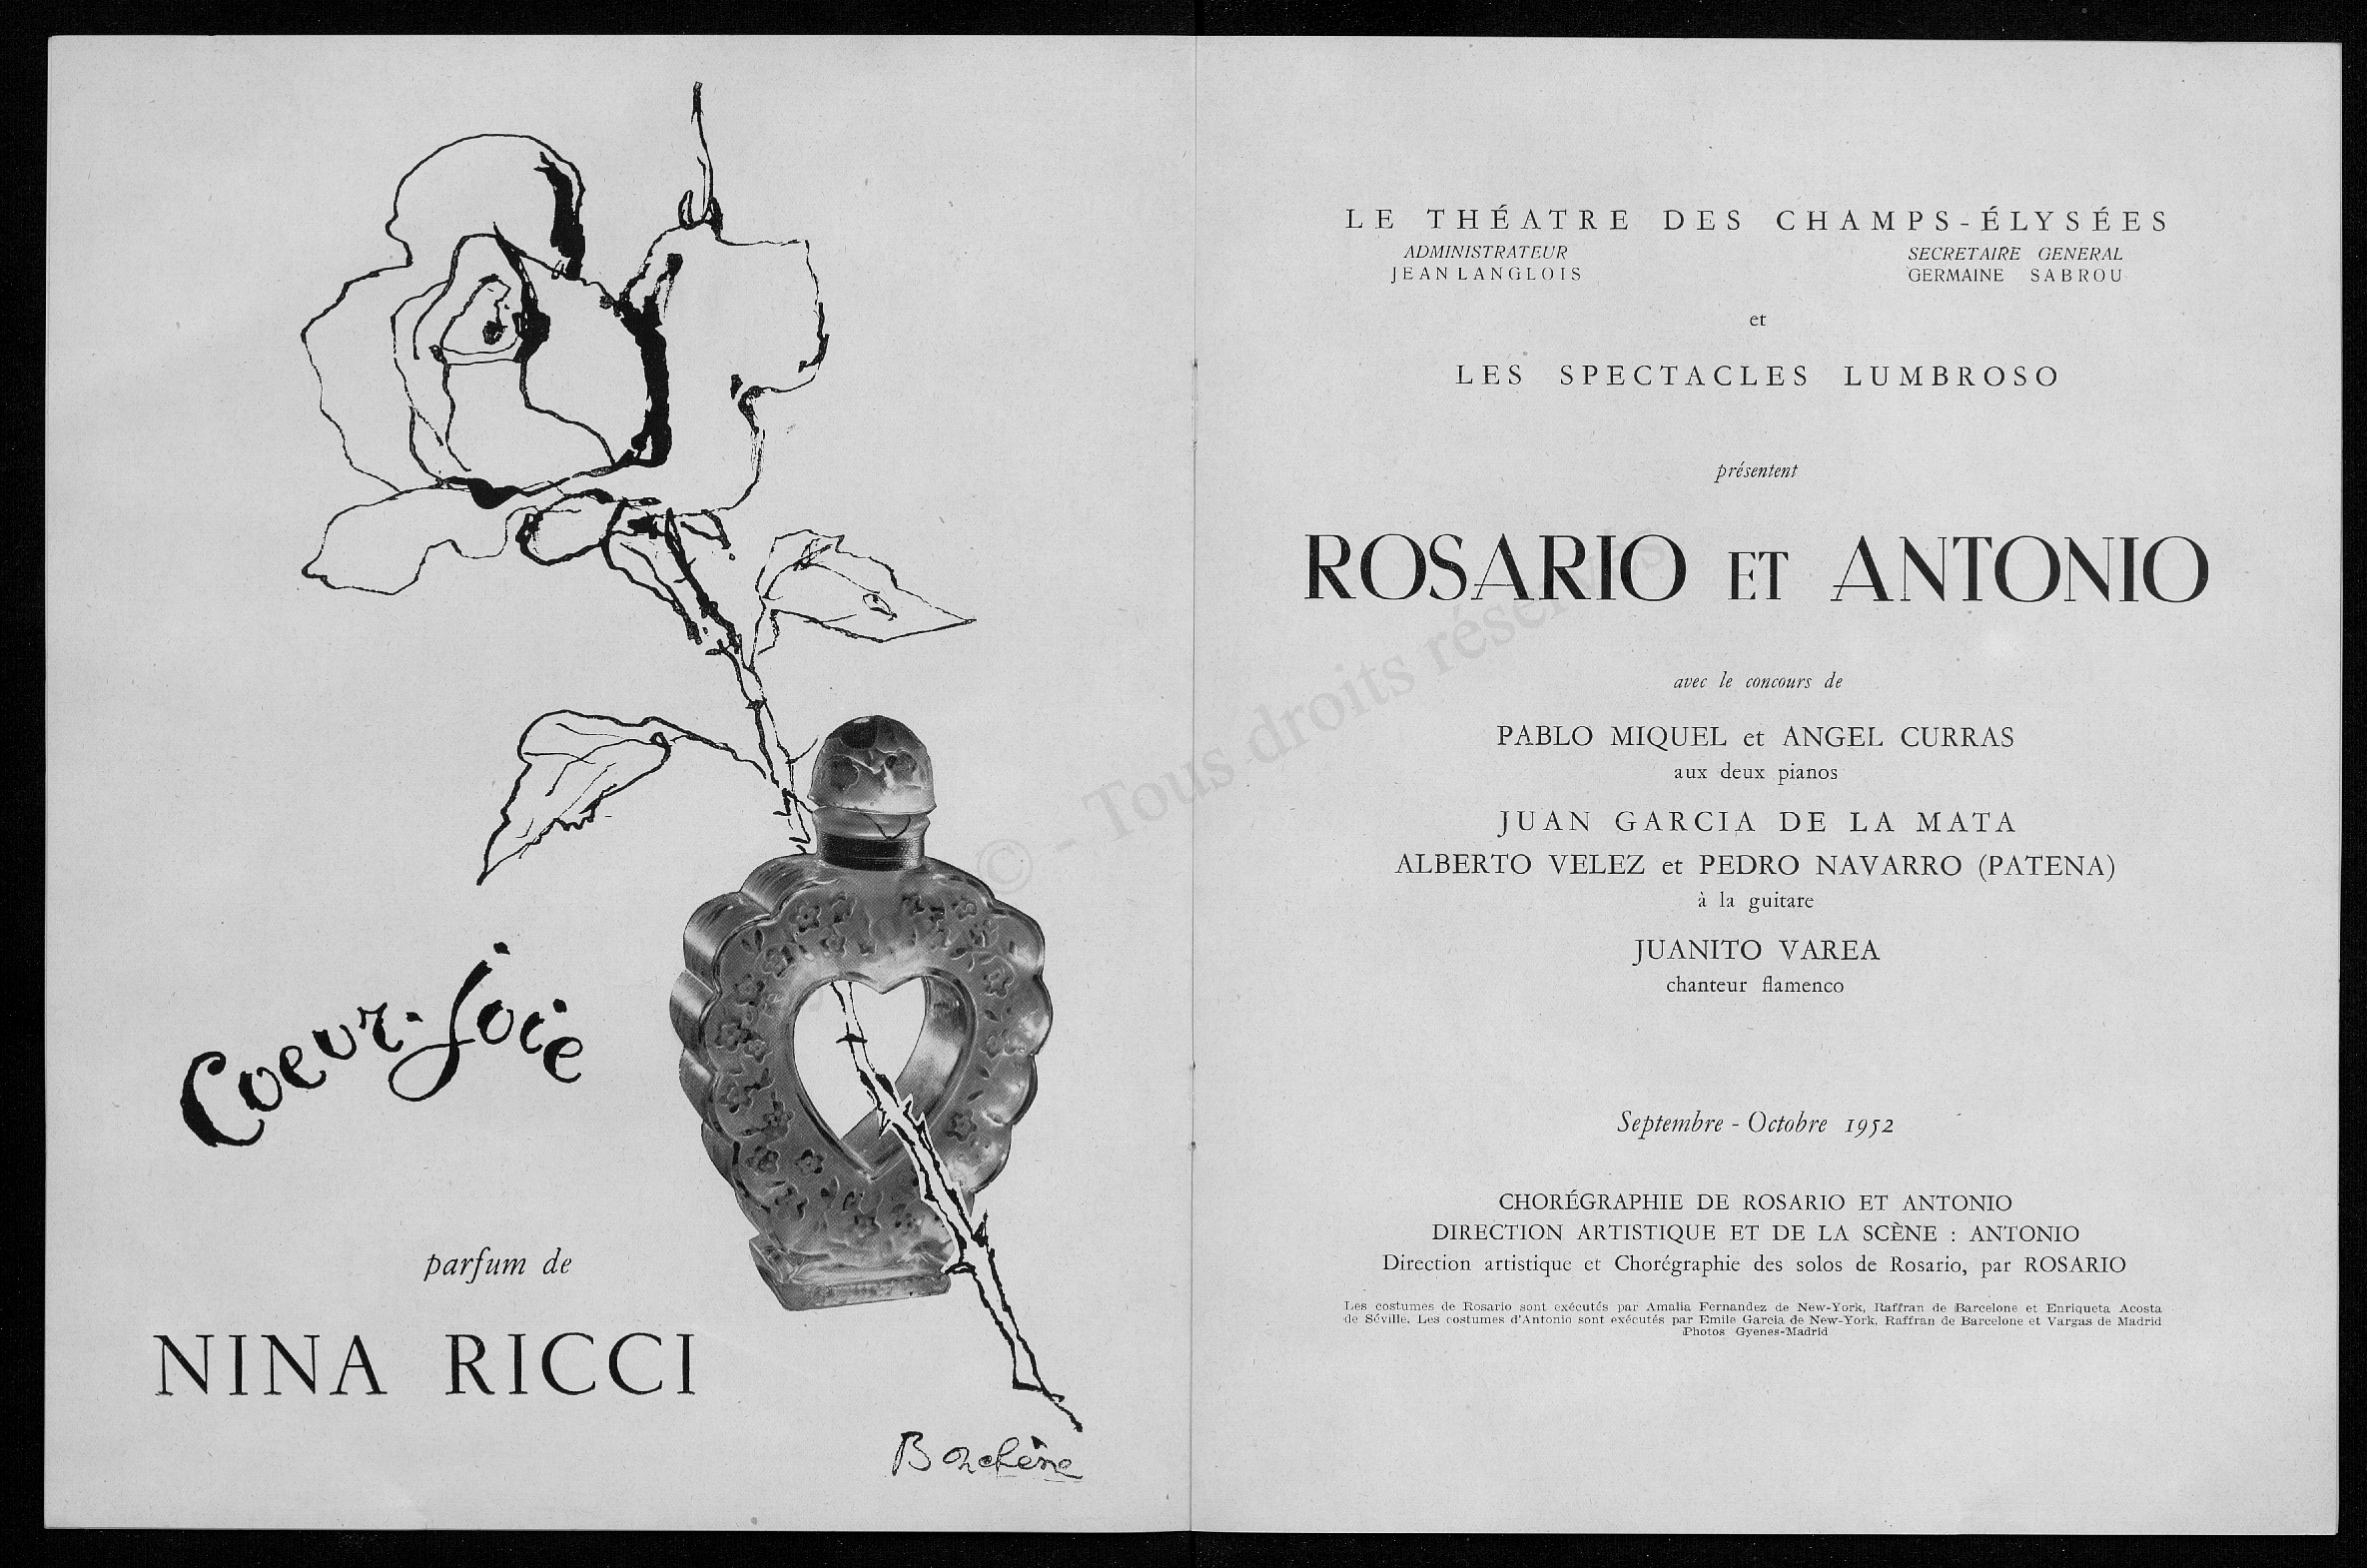 Coeur-Joie
parfum de
NINA RICCI
LE THÉATRE DES CHAMPS-ÉLYSÉES
ADMINISTRATEUR SECRETAIRE GENERAL
JEAN LANGLOIS GERMAINE SABROU
et
LES SPECTACLES LUMBROSO
présentent
ROSARIO ET ANTONIO
avec le concours de
PABLO MIQUEL et ANGEL CURRAS
aux deux pianos
JUAN GARCIA DE LA MATA
ALBERTO VELEZ et PEDRO NAVARRO (PATENA)
à la guitare
JUANITO VAREA
chanteur flamenco
Septembre - Octobre 1952
CHORÉGRAPHIE DE ROSARIO ET ANTONIO
DIRECTION ARTISTIQUE ET DE LA SCÈNE : ANTONIO
Direction artistique et Chorégraphie des solos de Rosario, par ROSARIO
Les costumes de Rosario sont exécutés par Amalia Fernandez de New-York, Raffran de Barcelone et Enriqueta Acosta
de Séville. Les costumes d'Antonio sont exécutés par Emile Garcia de New-York, Raffran de Barcelone et Vargas de Madrid
Photos Gyenes-Madrid
© - Tous droits réservés